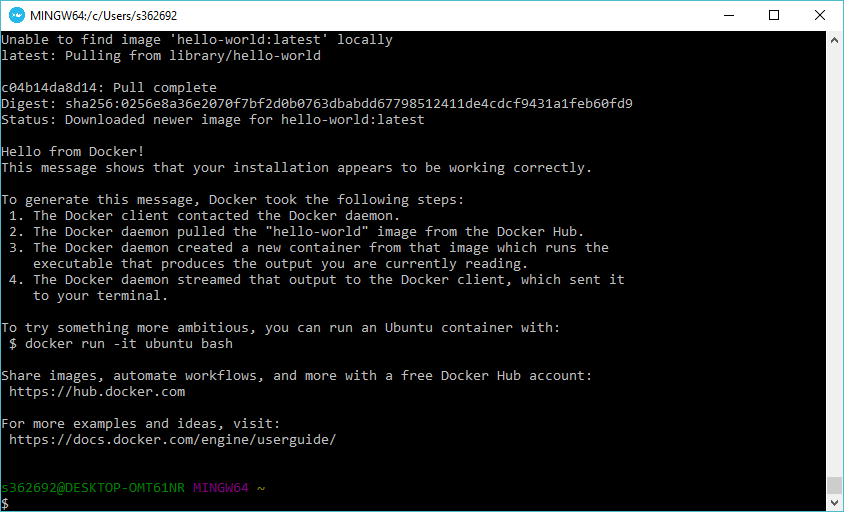 MINGW64:/c/Users/s362692
Unable to find image 'hello-world:latest' locally
latest: Pulling from library/hello-world
c04b14da8d14: Pull complete
Digest: sha256:0256e8a36e2070f7bf2d0b0763dbabdd67798512411de4cdcf9431a1feb60fd9
Status: Downloaded newer image for hello-world:latest
Hello from Docker!
This message shows that your installation appears to be working correctly.
To generate this message, Docker took the following steps:
 1. The Docker client contacted the Docker daemon.
 2. The Docker daemon pulled the "hello-world" image from the Docker Hub.
 3. The Docker daemon created a new container from that image which runs the
    executable that produces the output you are currently reading.
 4. The Docker daemon streamed that output to the Docker client, which sent it
    to your terminal.
To try something more ambitious, you can run an Ubuntu container with:
 $ docker run -it ubuntu bash
Share images, automate workflows, and more with a free Docker Hub account:
 https://hub.docker.com
For more examples and ideas, visit:
 https://docs.docker.com/engine/userguide/
s362692@DESKTOP-OMT61NR MINGW64 ~
$